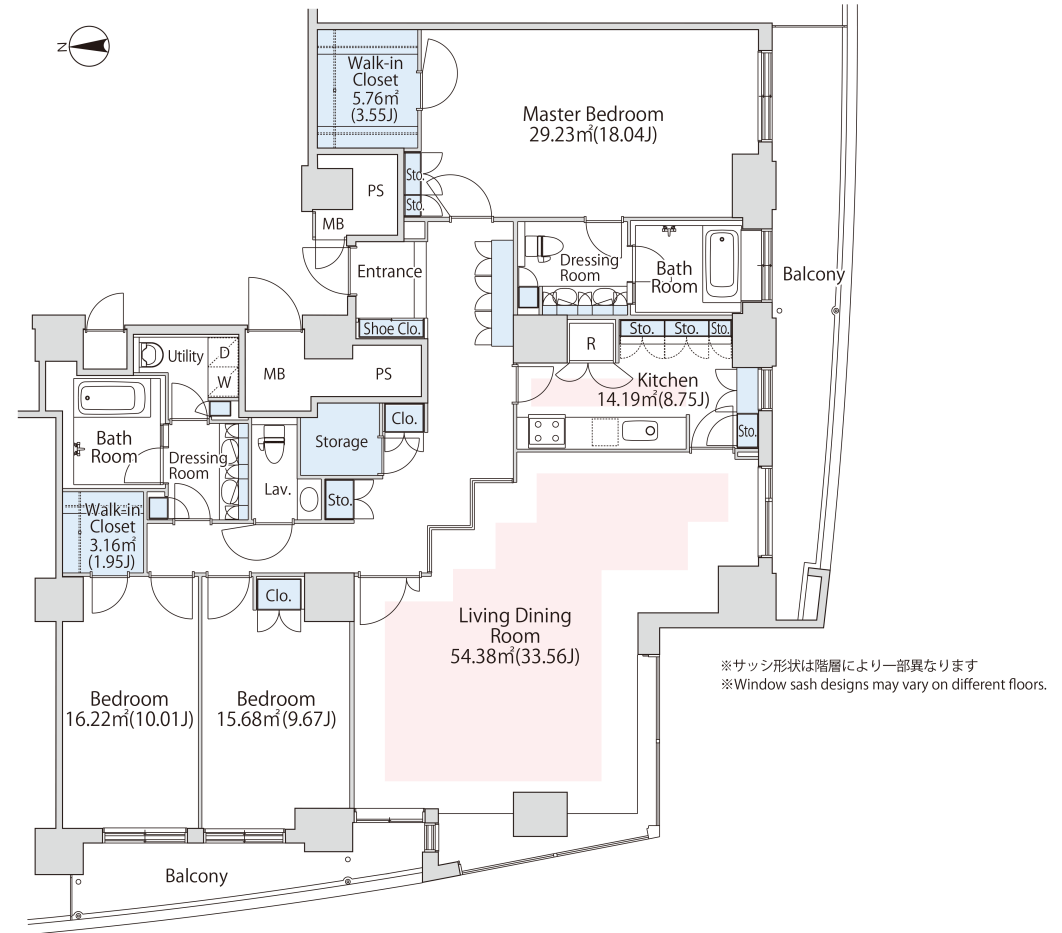 N
Walk-in
Closet
5.76㎡
(3.55J)
Master Bedroom
29.23㎡(18.04J)
Sto.
Sto.
PS
MB
Entrance
Shoe Clo.
Dressing
Room
Bath
Room
Balcony
R
Sto.
Sto.
Sto.
Kitchen
14.19㎡(8.75J)
Sto.
Utility
D
W
MB
PS
Bath
Room
Dressing
Room
Lav.
Storage
Clo.
Sto.
Walk-in
Closet
3.16㎡
(1.95J)
Clo.
Living Dining
Room
54.38㎡(33.56J)
Bedroom
16.22㎡(10.01J)
Bedroom
15.68㎡(9.67J)
Balcony
※サッシ形状は階層により一部異なります
※Window sash designs may vary on different floors.